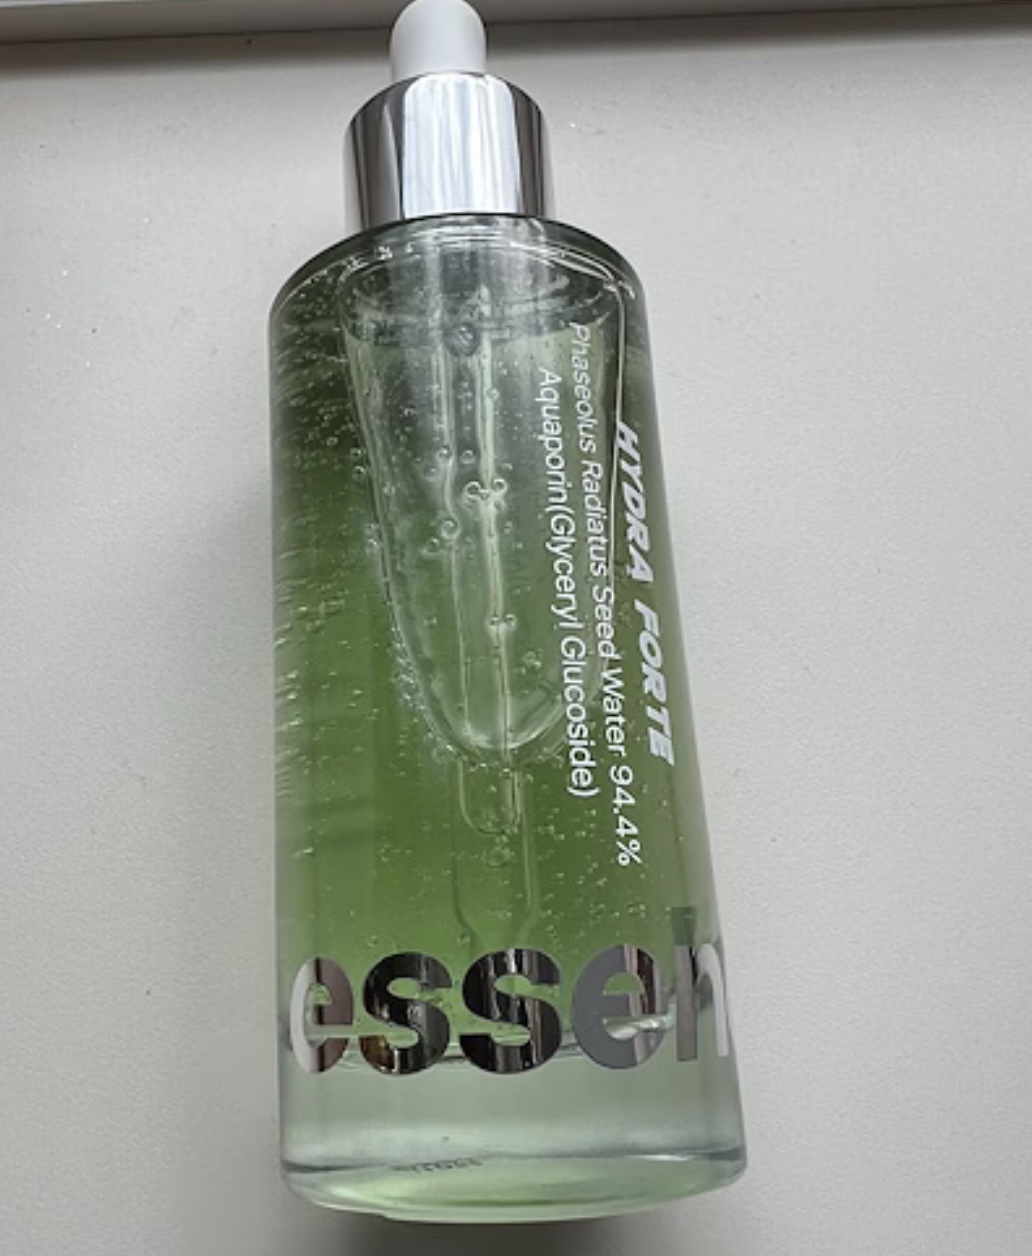 HYDRA FORTE
Phaseolus Radiatus Seed Water 94.4%
Aquaporin(Glyceryl Glucoside)
essen